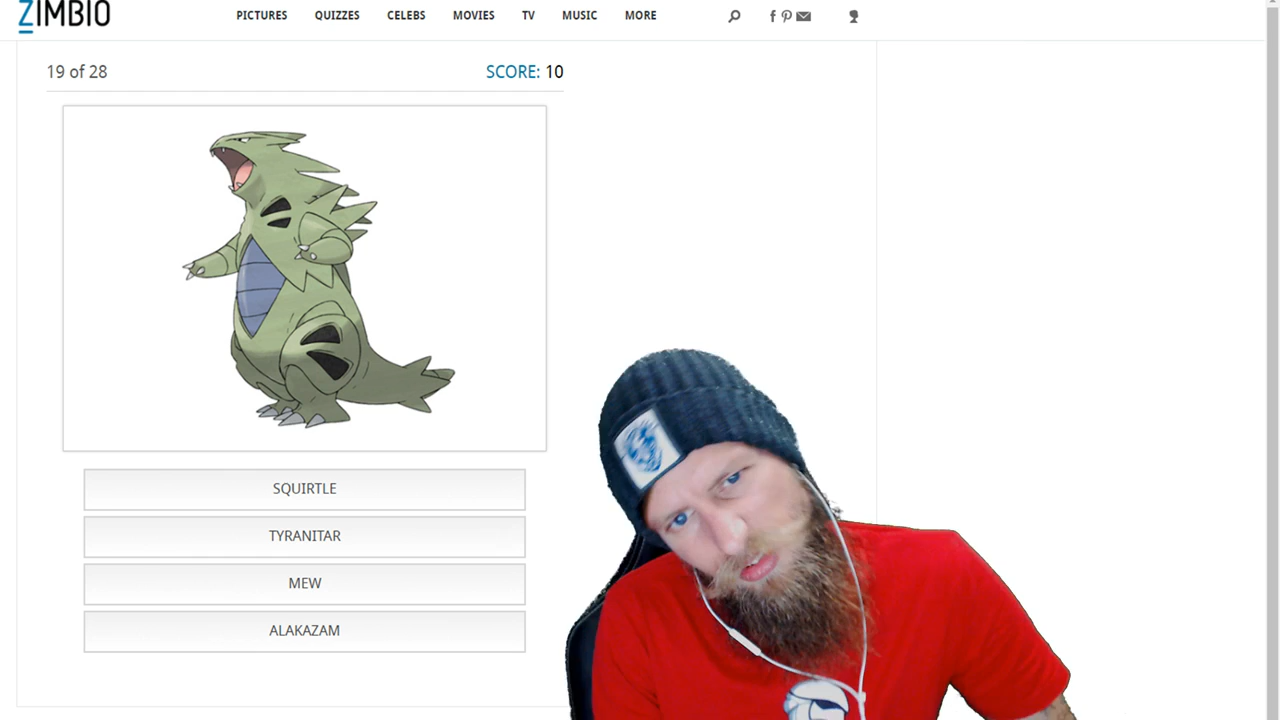 ZIMBIO
PICTURES QUIZZES CELEBS MOVIES TV MUSIC MORE
19 of 28 SCORE: 10
SQUIRTLE
TYRANITAR
MEW
ALAKAZAM